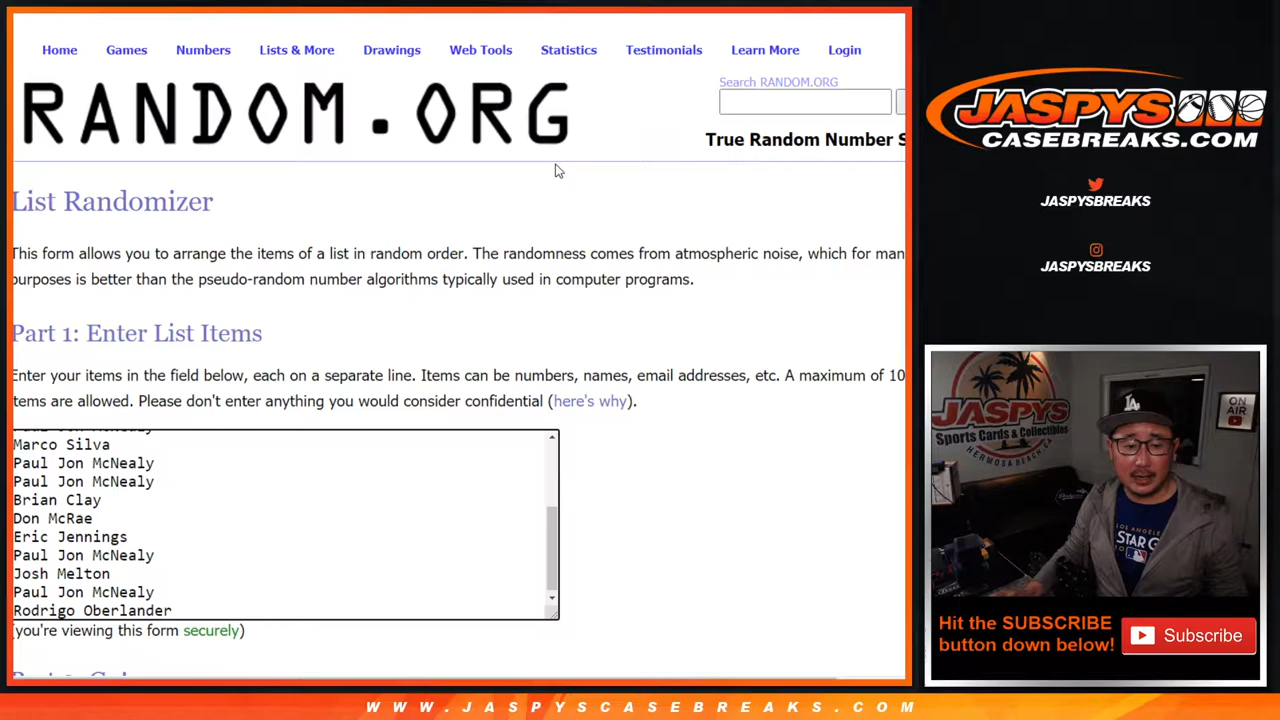 Home Games Numbers Lists & More Drawings Web Tools Statistics Testimonials Learn More Login
RANDOM.ORG
Search RANDOM.ORG
True Random Number S
List Randomizer
This form allows you to arrange the items of a list in random order. The randomness comes from atmospheric noise, which for man
purposes is better than the pseudo-random number algorithms typically used in computer programs.
Part 1: Enter List Items
Enter your items in the field below, each on a separate line. Items can be numbers, names, email addresses, etc. A maximum of 10
items are allowed. Please don't enter anything you would consider confidential (here's why).
Marco Silva
Paul Jon McNealy
Paul Jon McNealy
Brian Clay
Don McRae
Eric Jennings
Paul Jon McNealy
Josh Melton
Paul Jon McNealy
Rodrigo Oberlander
(you're viewing this form securely)
JASPYS
CASEBREAKS.COM
JASPYSBREAKS
JASPYSBREAKS
JASPYS
Sports Cards & Collectibles
HERMOSA BEACH, CA
ON AIR
LA
LOS ANGELES
STAR G
Hit the SUBSCRIBE
button down below!
Subscribe
WWW.JASPYSCASEBREAKS.COM